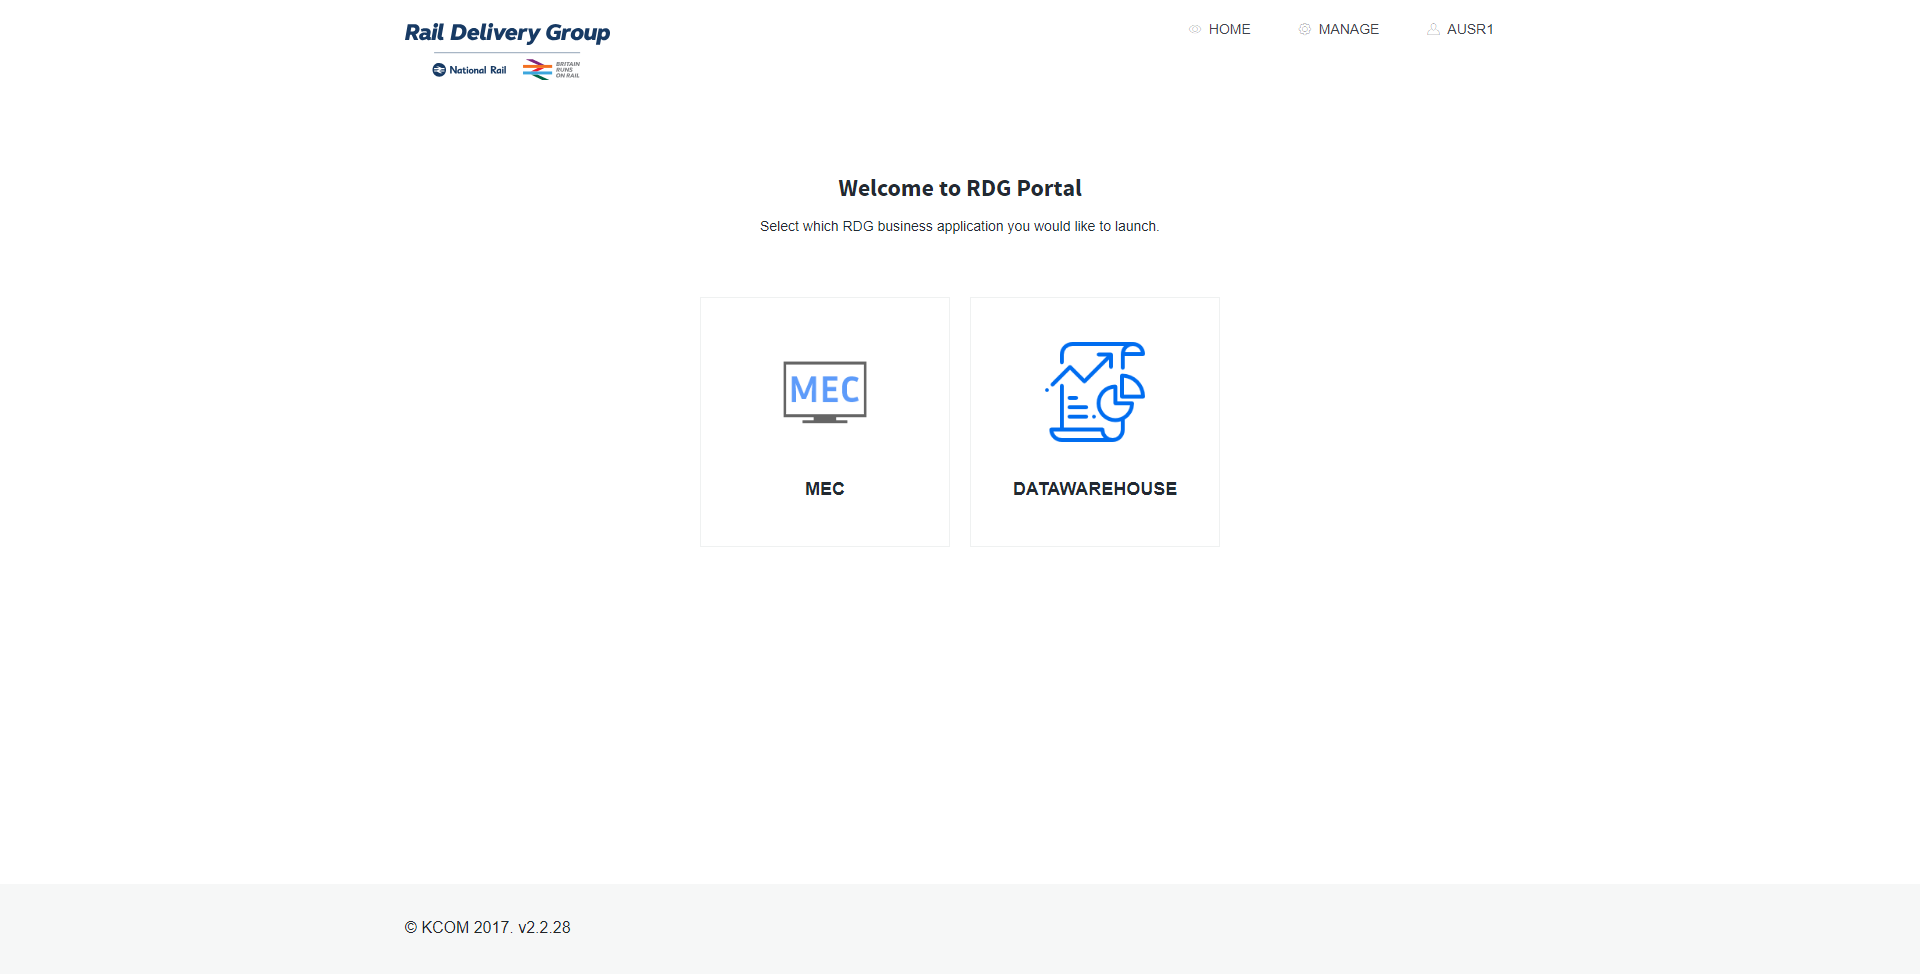 Rail Delivery Group
National Rail
BRITAIN
RUNS
ON RAIL
HOME
MANAGE
AUSR1
Welcome to RDG Portal
Select which RDG business application you would like to launch.
MEC
MEC
DATAWAREHOUSE
© KCOM 2017. v2.2.28